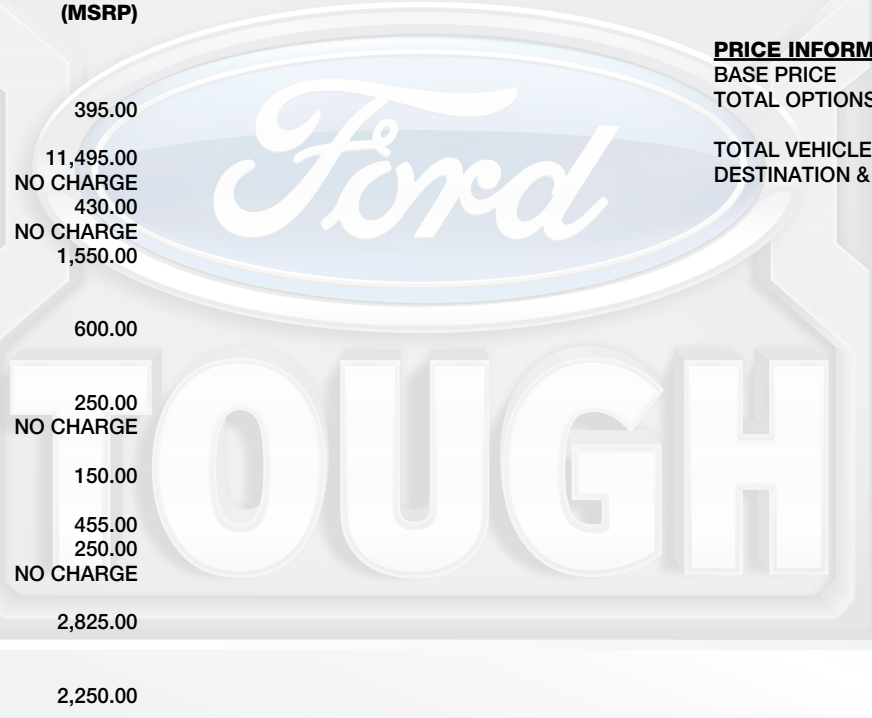 (MSRP)
395.00
11,495.00
NO CHARGE
430.00
NO CHARGE
1,550.00
600.00
250.00
NO CHARGE
150.00
455.00
250.00
NO CHARGE
2,825.00
2,250.00
PRICE INFORM
BASE PRICE
TOTAL OPTIONS
TOTAL VEHICLE
DESTINATION &
Ford
TOUGH